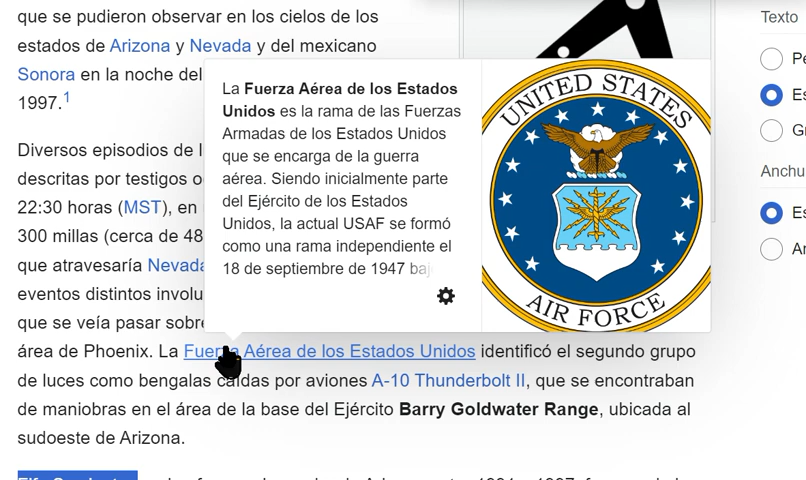 que se pudieron observar en los cielos de los
estados de Arizona y Nevada y del mexicano
Sonora en la noche del
1997.1
La Fuerza Aérea de los Estados
Unidos es la rama de las Fuerzas
Armadas de los Estados Unidos
que se encarga de la guerra
aérea. Siendo inicialmente parte
del Ejército de los Estados
Unidos, la actual USAF se formó
como una rama independiente el
18 de septiembre de 1947
UNITED STATES
AIR FORCE
Diversos episodios de
descritas por testigos
22:30 horas (MST), en
300 millas (cerca de 48
que atravesaría Nevada
eventos distintos
que se veía pasar sobre
área de Phoenix. La Fuerza Aérea de los Estados Unidos identificó el segundo grupo
de luces como bengalas caídas por aviones A-10 Thunderbolt II, que se encontraban
de maniobras en el área de la base del Ejército Barry Goldwater Range, ubicada al
sudoeste de Arizona.
Texto
Anchu